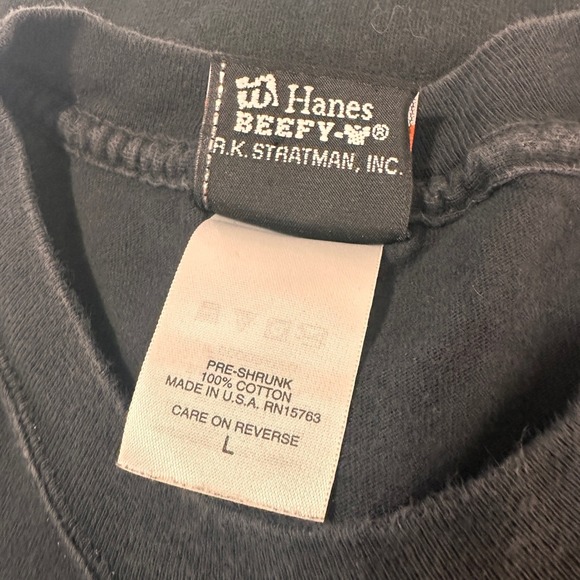 Hanes
BEEFY-®
R.K. STRATMAN, INC.
PRE-SHRUNK
100% COTTON
MADE IN U.S.A. RN15763
CARE ON REVERSE
L